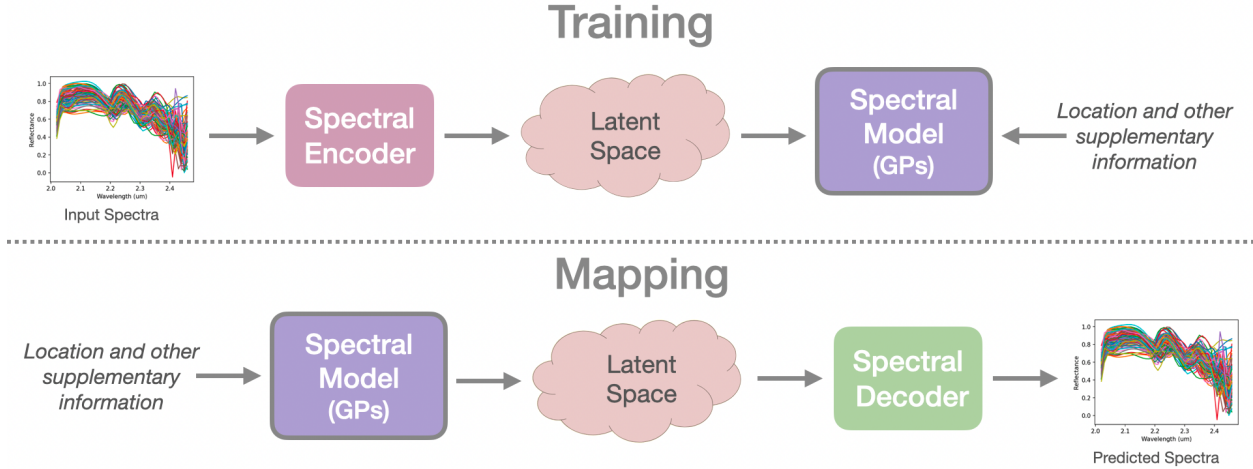 Training
1.0
0.8
0.6
0.4
0.2
0.0
Reflectance
2.0 2.1 2.2 2.3 2.4
Wavelength (um)
Input Spectra
Spectral
Encoder
Latent
Space
Spectral
Model
(GPs)
Location and other
supplementary
information
Mapping
Location and other
supplementary
information
Spectral
Model
(GPs)
Latent
Space
Spectral
Decoder
1.0
0.8
0.6
0.4
0.2
0.0
Reflectance
2.0 2.1 2.2 2.3 2.4
Wavelength (um)
Predicted Spectra